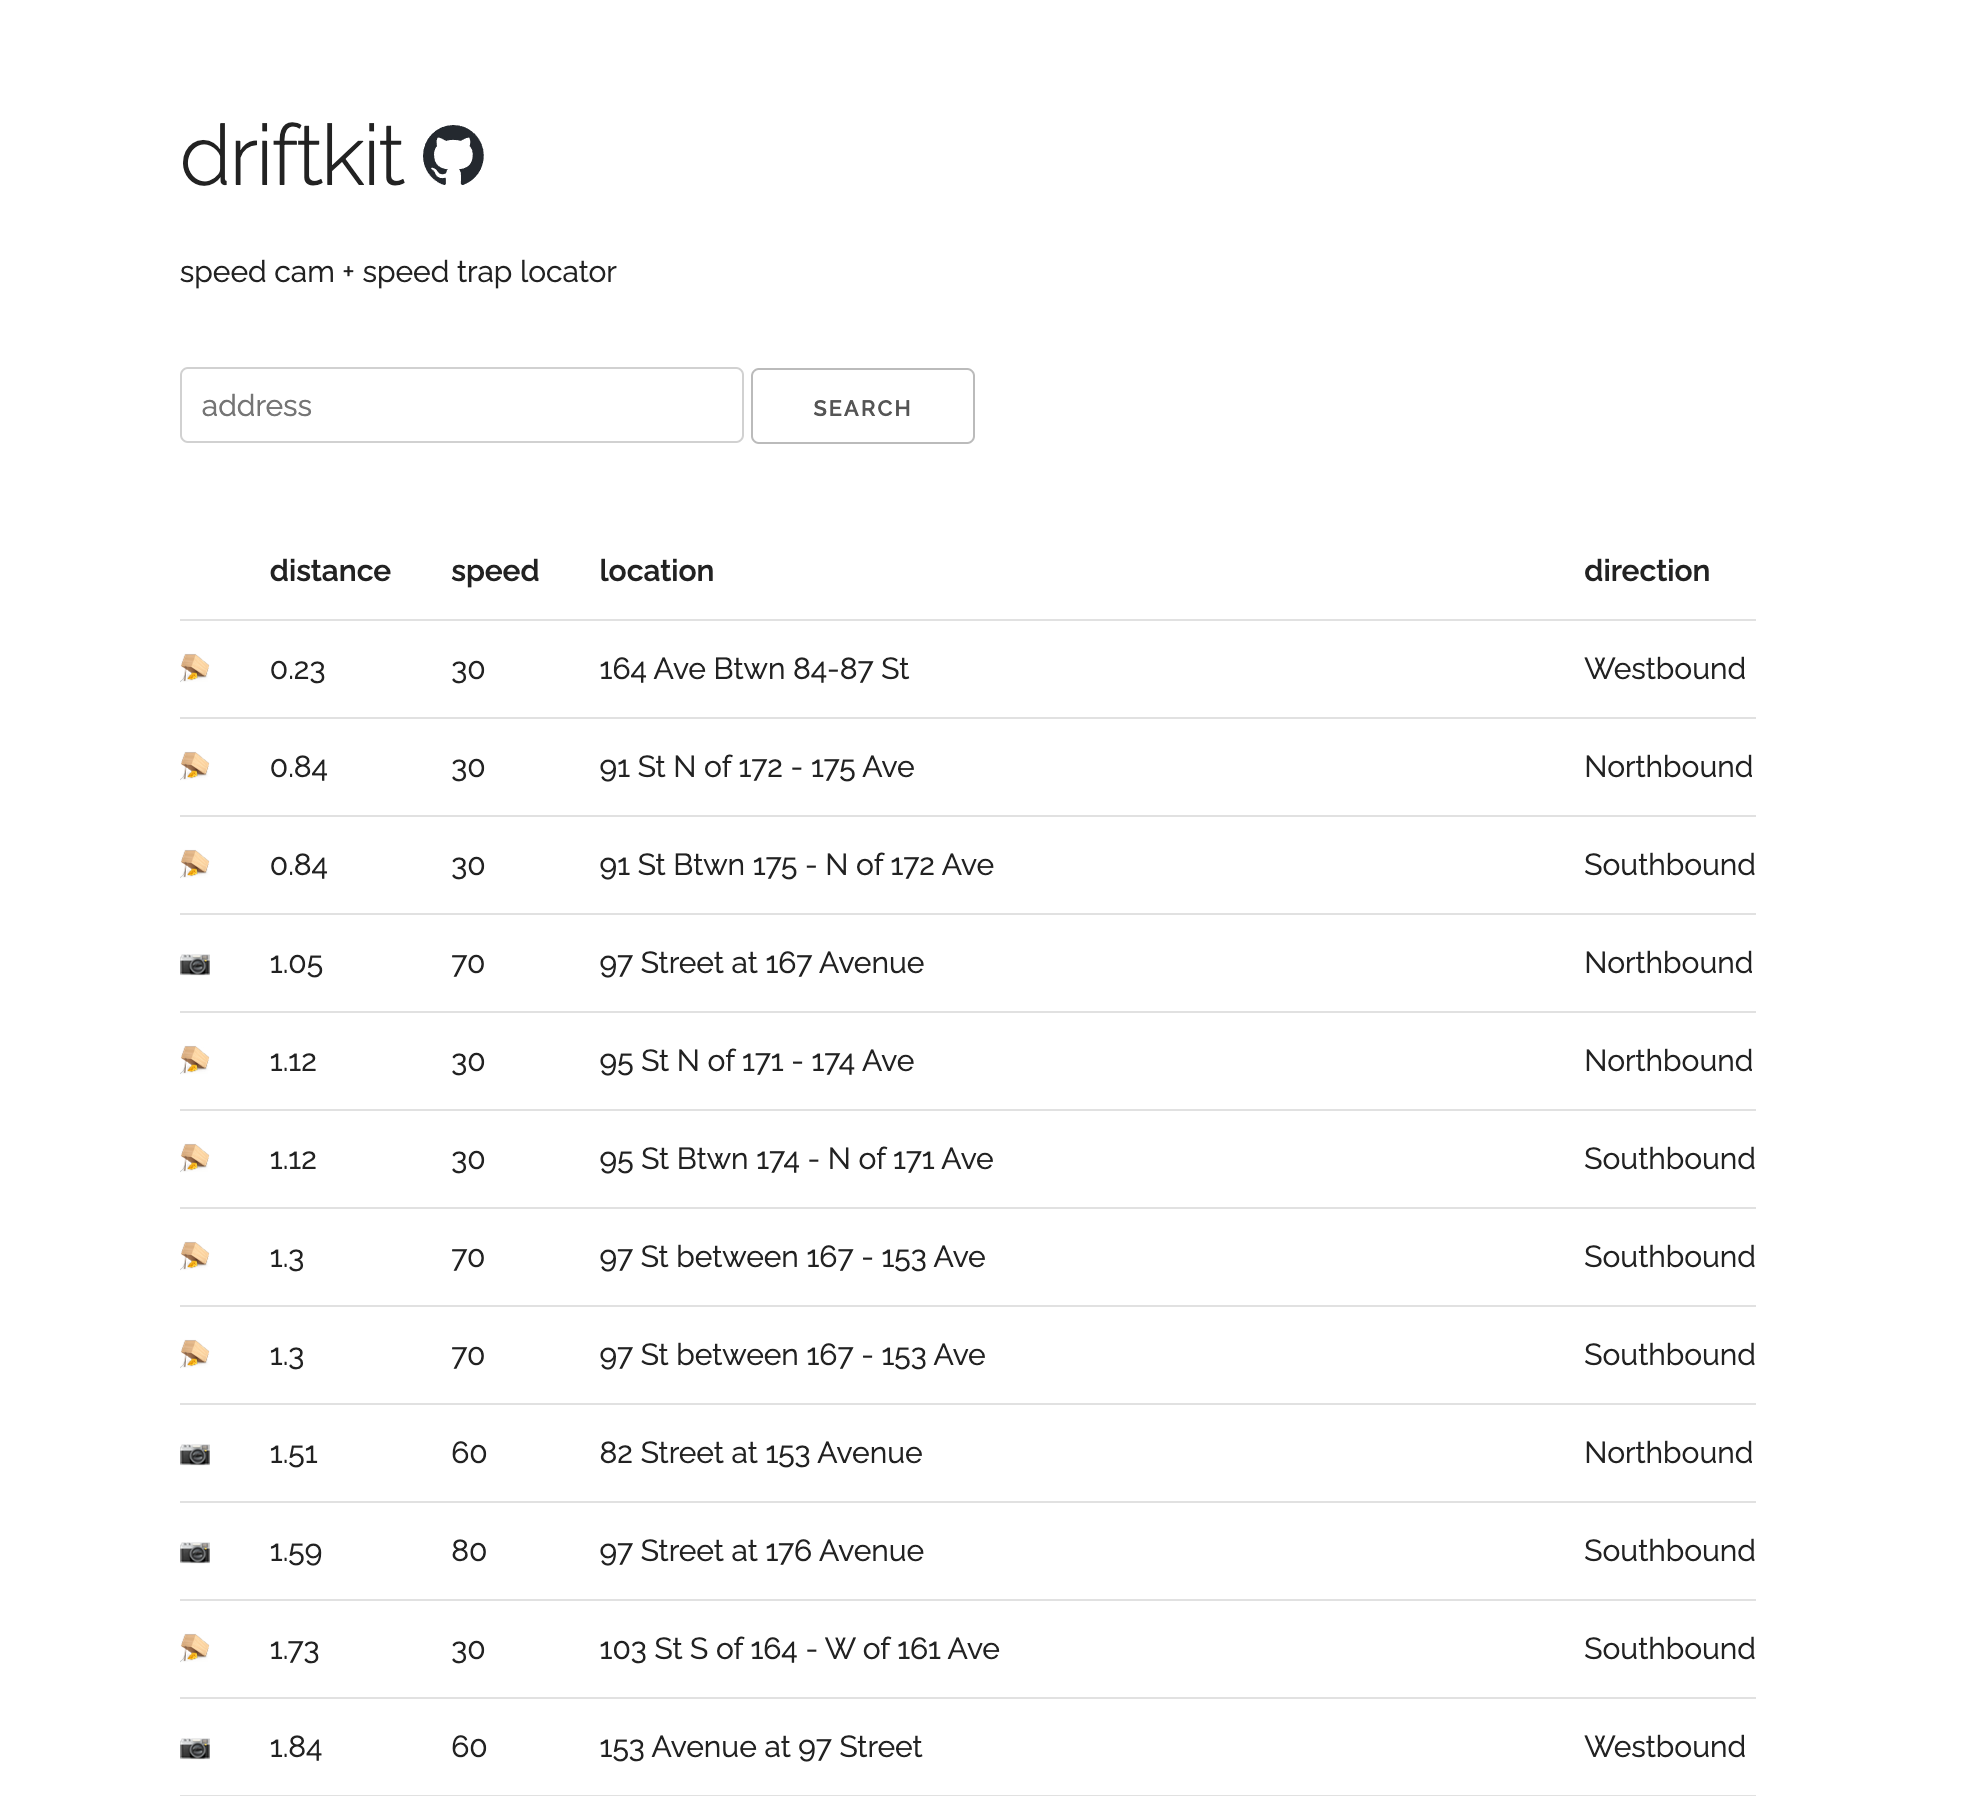 driftkit
speed cam + speed trap locator
address SEARCH
distance speed location direction
0.23 30 164 Ave Btwn 84-87 St Westbound
0.84 30 91 St N of 172 - 175 Ave Northbound
0.84 30 91 St Btwn 175 - N of 172 Ave Southbound
1.05 70 97 Street at 167 Avenue Northbound
1.12 30 95 St N of 171 - 174 Ave Northbound
1.12 30 95 St Btwn 174 - N of 171 Ave Southbound
1.3 70 97 St between 167 - 153 Ave Southbound
1.3 70 97 St between 167 - 153 Ave Southbound
1.51 60 82 Street at 153 Avenue Northbound
1.59 80 97 Street at 176 Avenue Southbound
1.73 30 103 St S of 164 - W of 161 Ave Southbound
1.84 60 153 Avenue at 97 Street Westbound